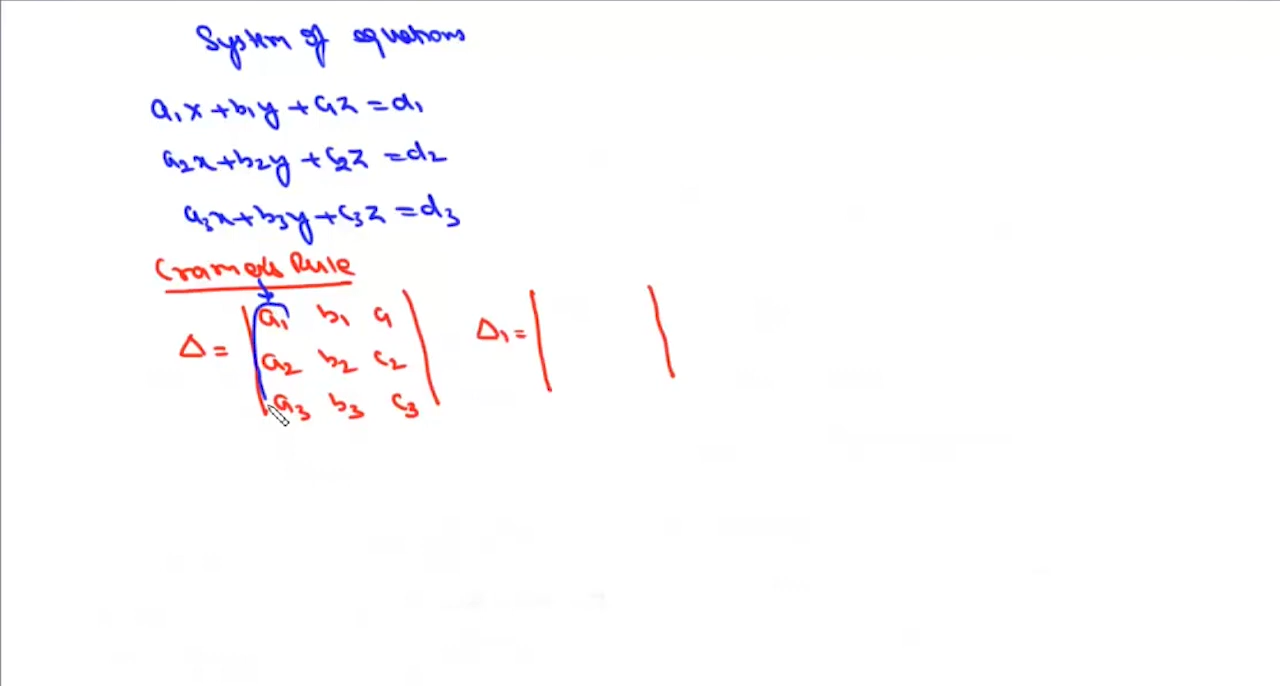 System of equations
a₁x+b₁y+c₁z=d₁
a₂x+b₂y+c₂z=d₂
a₃x+b₃y+c₃z=d₃
Cramer's Rule
Δ= | a₁ b₁ c₁ | Δ₁= | |
a₂ b₂ c₂
a₃ b₃ c₃